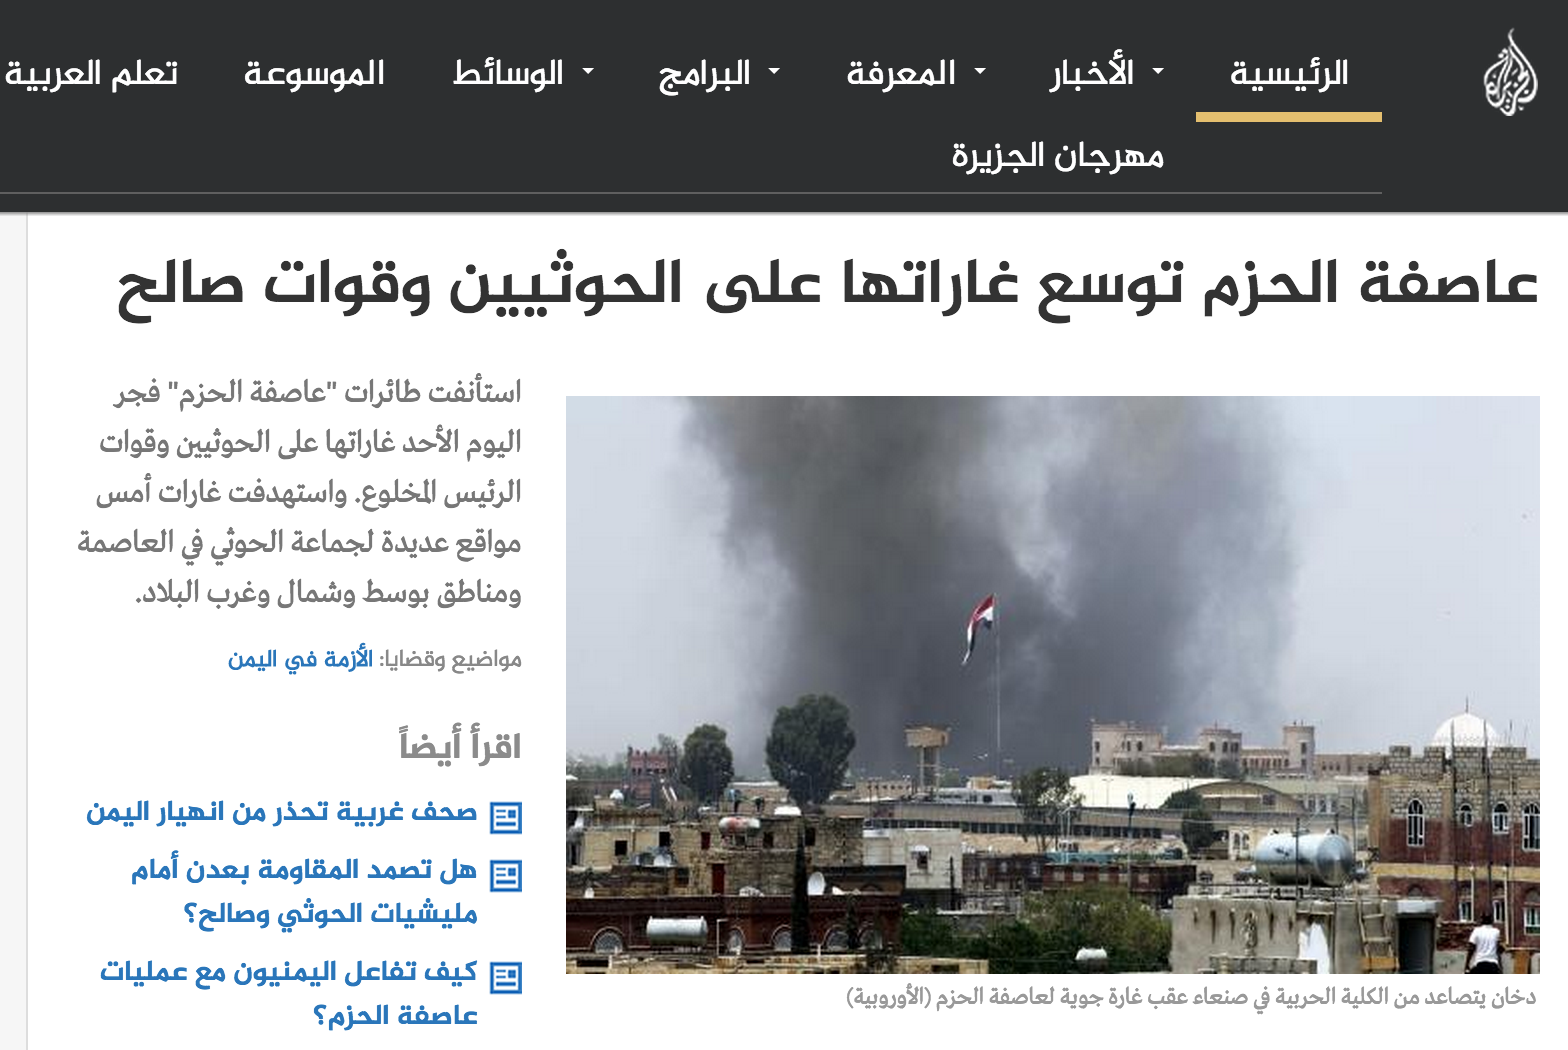 الرئيسية الأخبار المعرفة البرامج الوسائط الموسوعة تعلم العربية
مهرجان الجزيرة
عاصفة الحزم توسع غاراتها على الحوثيين وقوات صالح
استأنفت طائرات "عاصفة الحزم" فجر
اليوم الأحد غاراتها على الحوثيين وقوات
الرئيس المخلوع. واستهدفت غارات أمس
مواقع عديدة لجماعة الحوثي في العاصمة
ومناطق بوسط وشمال وغرب البلاد.
مواضيع وقضايا: الأزمة في اليمن
اقرأ أيضاً
صحف غربية تحذر من انهيار اليمن
هل تصمد المقاومة بعدن أمام
مليشيات الحوثي وصالح؟
كيف تفاعل اليمنيون مع عمليات
عاصفة الحزم؟
دخان يتصاعد من الكلية الحربية في صنعاء عقب غارة جوية لعاصفة الحزم (الأوروبية)